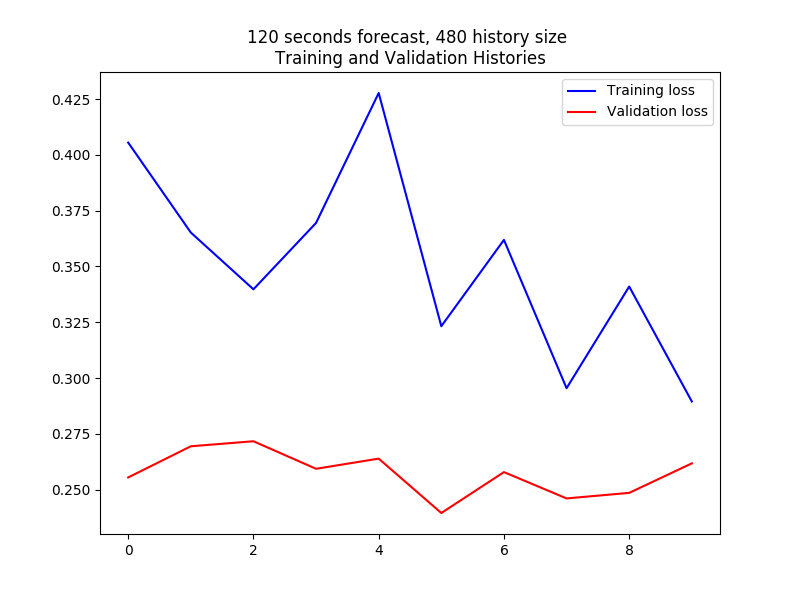 120 seconds forecast, 480 history size
Training and Validation Histories
Training loss
Validation loss
0.425
0.400
0.375
0.350
0.325
0.300
0.275
0.250
0 2 4 6 8